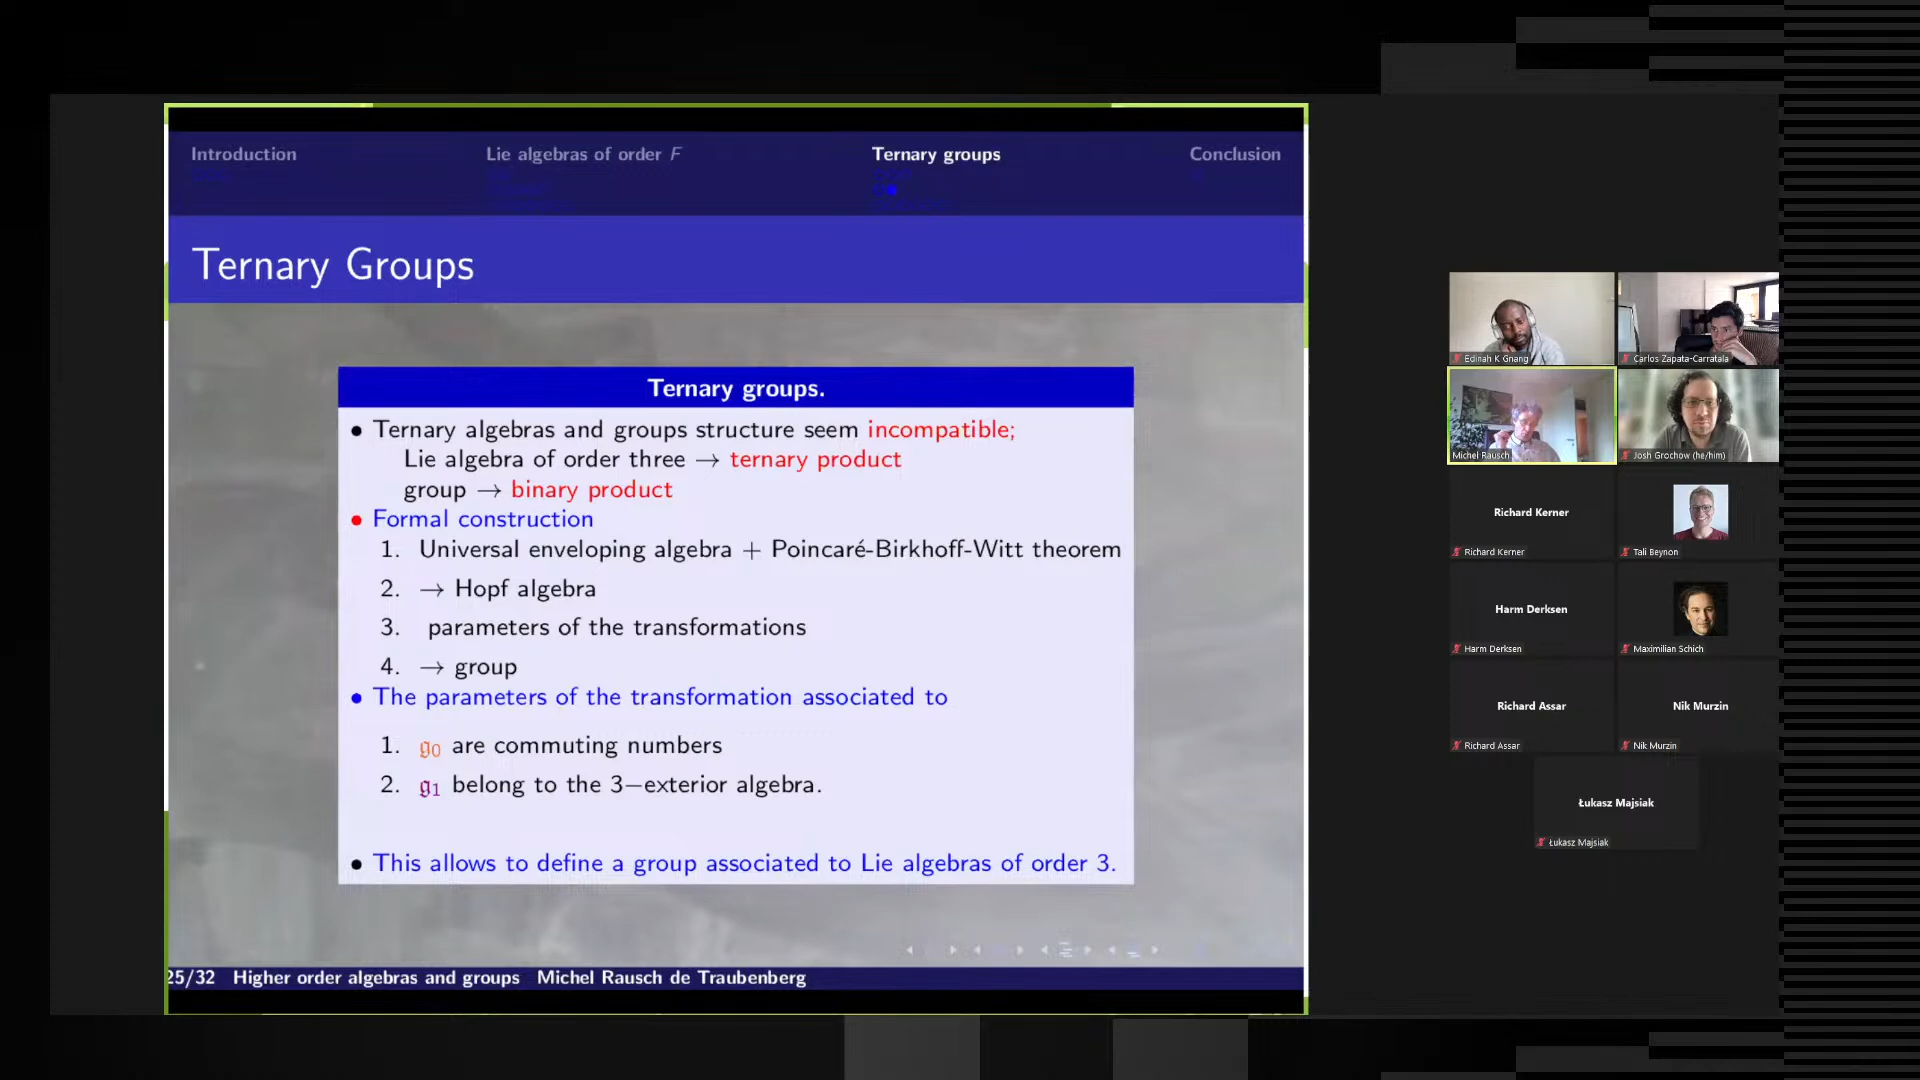 Introduction
Lie algebras of order F
Ternary groups
Conclusion
Ternary Groups
Ternary groups.
• Ternary algebras and groups structure seem incompatible;
Lie algebra of order three → ternary product
group → binary product
• Formal construction
1. Universal enveloping algebra + Poincaré-Birkhoff-Witt theorem
2. → Hopf algebra
3. parameters of the transformations
4. → group
• The parameters of the transformation associated to
1. 𝔤₀ are commuting numbers
2. 𝔤₁ belong to the 3−exterior algebra.
• This allows to define a group associated to Lie algebras of order 3.
25/32 Higher order algebras and groups Michel Rausch de Traubenberg
Edinah K Gnang
Carlos Zapata-Carratala
Michel Rausch
Josh Grochow (he/him)
Richard Kerner
Richard Kerner
Tali Beynon
Harm Derksen
Harm Derksen
Maximilian Schich
Richard Assar
Nik Murzin
Richard Assar
Nik Murzin
Łukasz Majsiak
Łukasz Majsiak